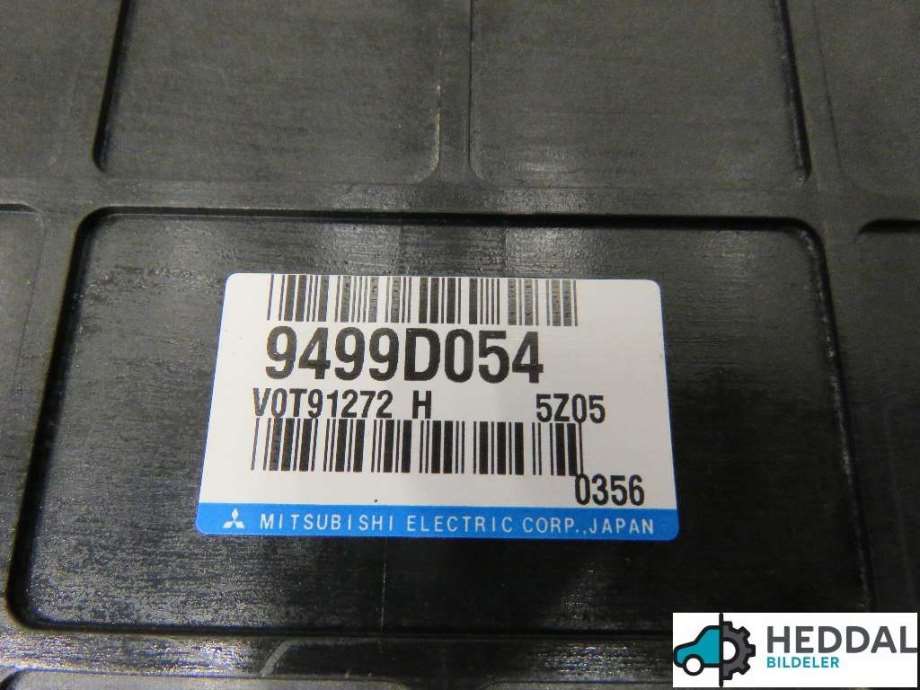 9499D054
V0T91272 H 5Z05
0356
MITSUBISHI ELECTRIC CORP.,JAPAN
HEDDAL
BILDELER